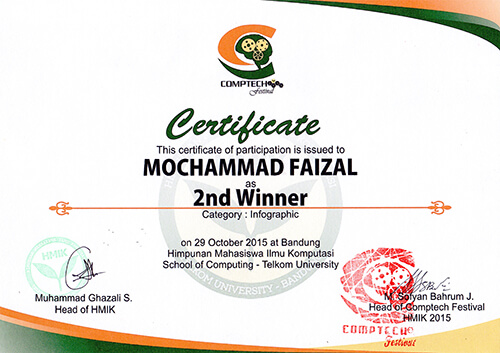 COMPTECH
Festival
Certificate
This certificate of participation is issued to
MOCHAMMAD FAIZAL
as
2nd Winner
Category : Infographic
on 29 October 2015 at Bandung
Himpunan Mahasiswa Ilmu Komputasi
School of Computing - Telkom University
HMIK
Muhammad Ghazali S.
Head of HMIK
M. Sofyan Bahrum J.
Head of Comptech Festival
HMIK 2015
COMPTECH
Festival